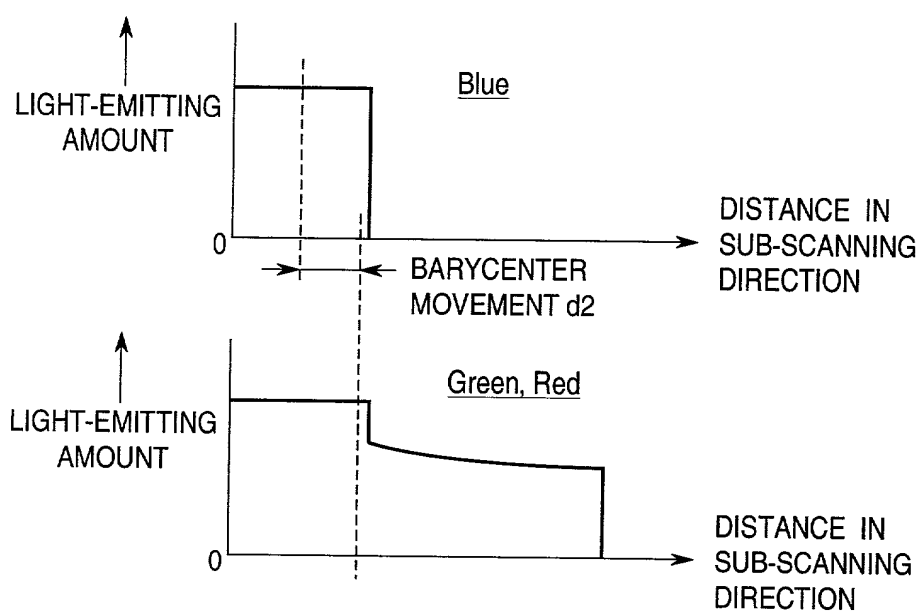 LIGHT-EMITTING
AMOUNT
Blue
0
DISTANCE IN
SUB-SCANNING
DIRECTION
BARYCENTER
MOVEMENT d2
LIGHT-EMITTING
AMOUNT
Green, Red
0
DISTANCE IN
SUB-SCANNING
DIRECTION